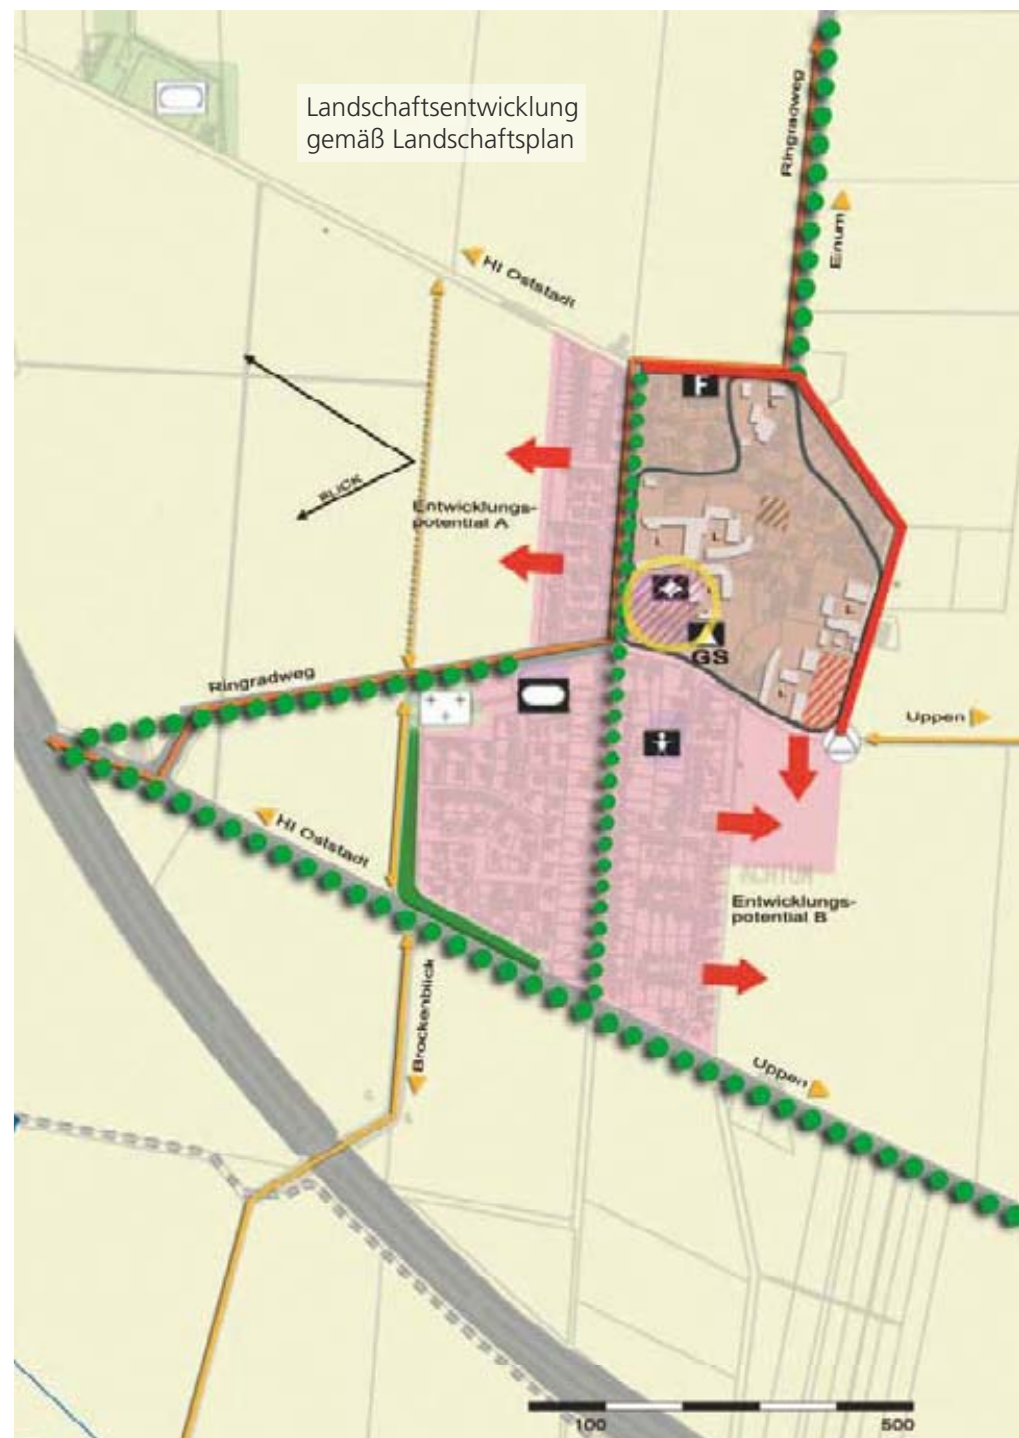 Landschaftsentwicklung
gemäß Landschaftsplan
Ringradweg
Enum
HI Oststadt
F
BLICK
Entwicklungs-
potential A
GS
Ringradweg
Uppen
HI Oststadt
ACHTUM
Entwicklungs-
potential B
Brockenblick
Uppen
100
500